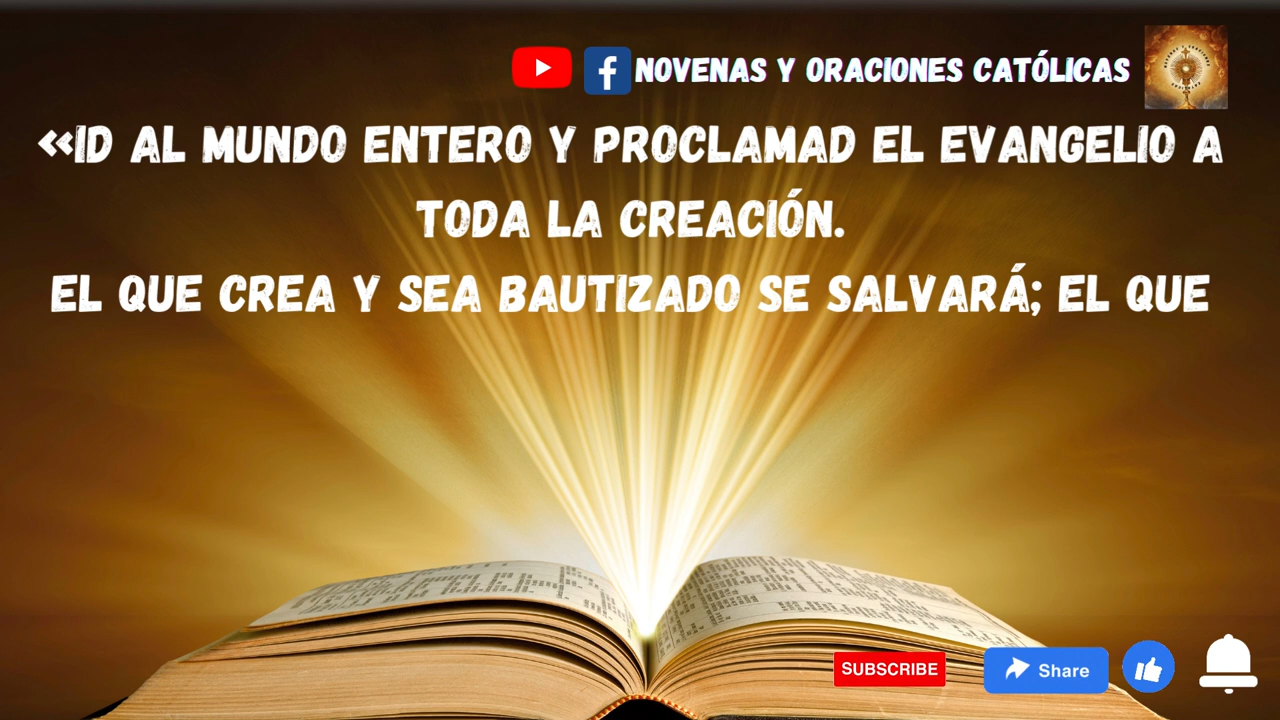 NOVENAS Y ORACIONES CATÓLICAS
«ID AL MUNDO ENTERO Y PROCLAMAD EL EVANGELIO A
TODA LA CREACIÓN.
EL QUE CREA Y SEA BAUTIZADO SE SALVARÁ; EL QUE
SUBSCRIBE
Share